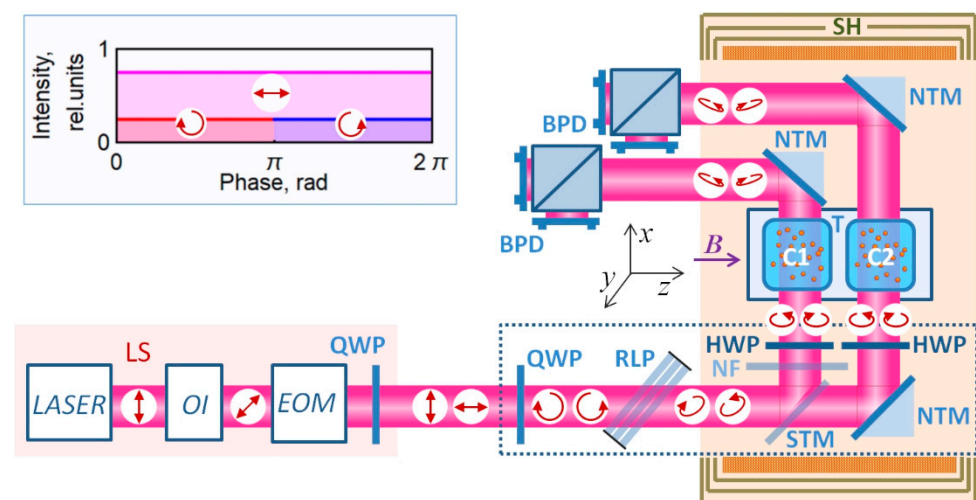 Intensity,
rel.units
1
0
0
π
2 π
Phase, rad
SH
NTM
BPD
NTM
BPD
x
y
z
B
T
C1
C2
HWP
HWP
NF
LS
QWP
QWP
RLP
LASER
OI
EOM
NTM
STM